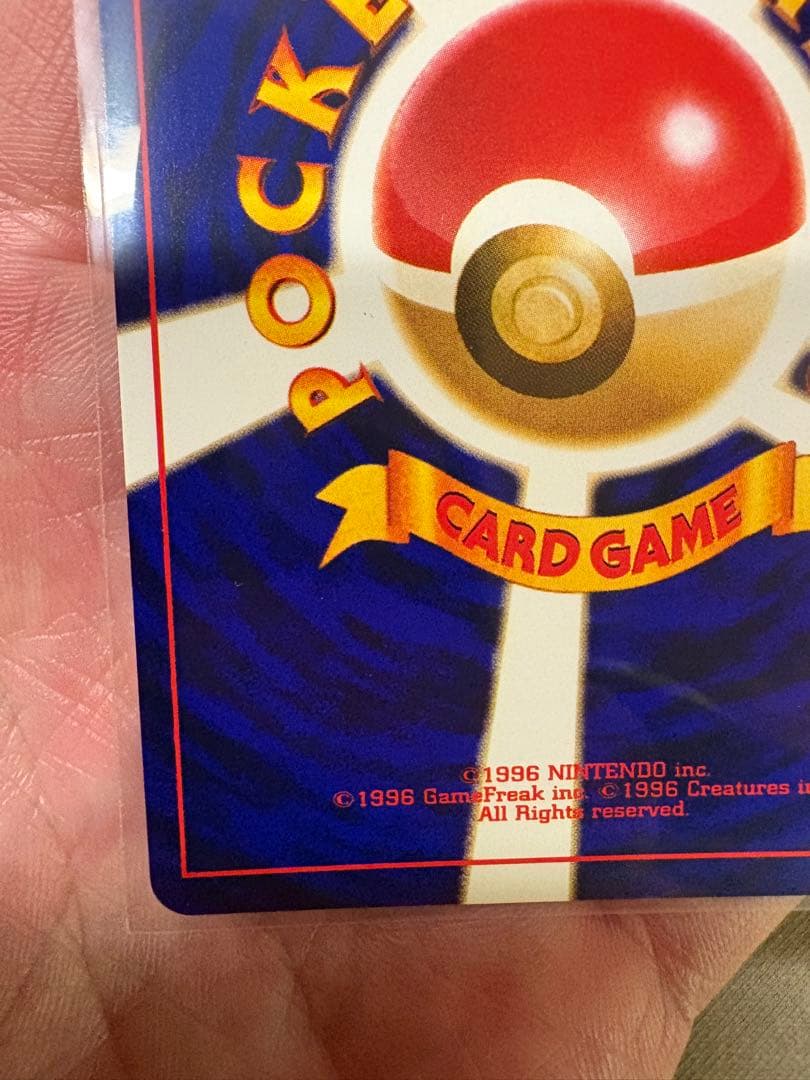 POCKE
CARD GAME
©1996 NINTENDO inc.
©1996 GameFreak inc. ©1996 Creatures
All Rights reserved.